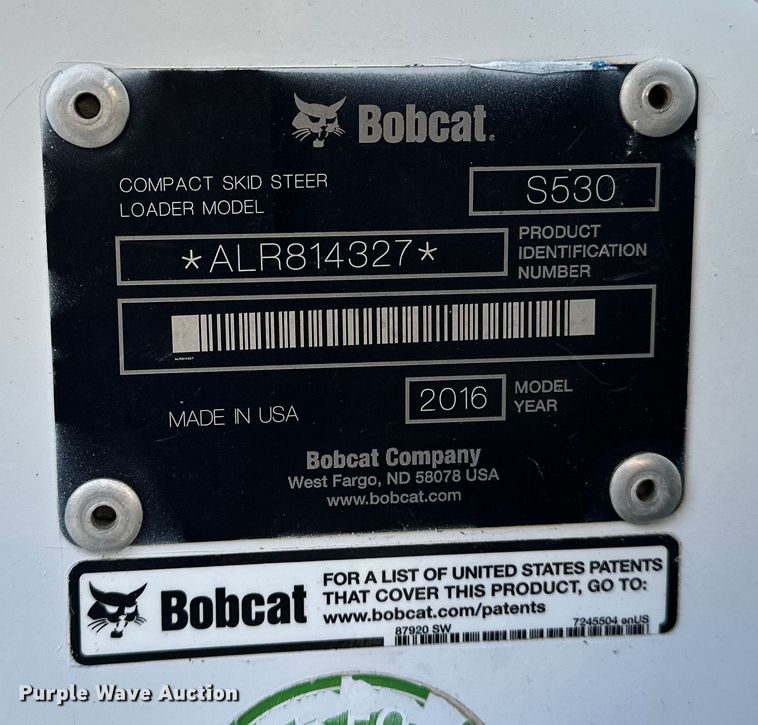 Bobcat®
COMPACT SKID STEER
LOADER MODEL
S530
*ALR814327*
PRODUCT
IDENTIFICATION
NUMBER
ALR814327
MADE IN USA
2016
MODEL
YEAR
Bobcat Company
West Fargo, ND 58078 USA
www.bobcat.com
Bobcat
FOR A LIST OF UNITED STATES PATENTS
THAT COVER THIS PRODUCT, GO TO:
www.bobcat.com/patents
87920 SW
7245504 enUS
Purple Wave Auction